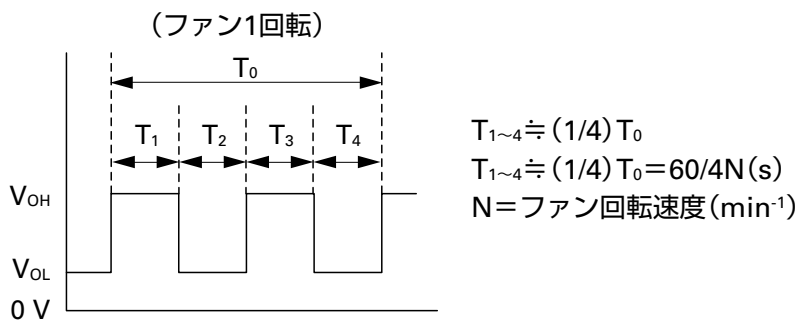 (ファン1回転)
T₀
T₁ T₂ T₃ T₄
V_OH
V_OL
0 V
T₁~₄≒(1/4)T₀
T₁~₄≒(1/4)T₀=60/4N(s)
N=ファン回転速度(min⁻¹)